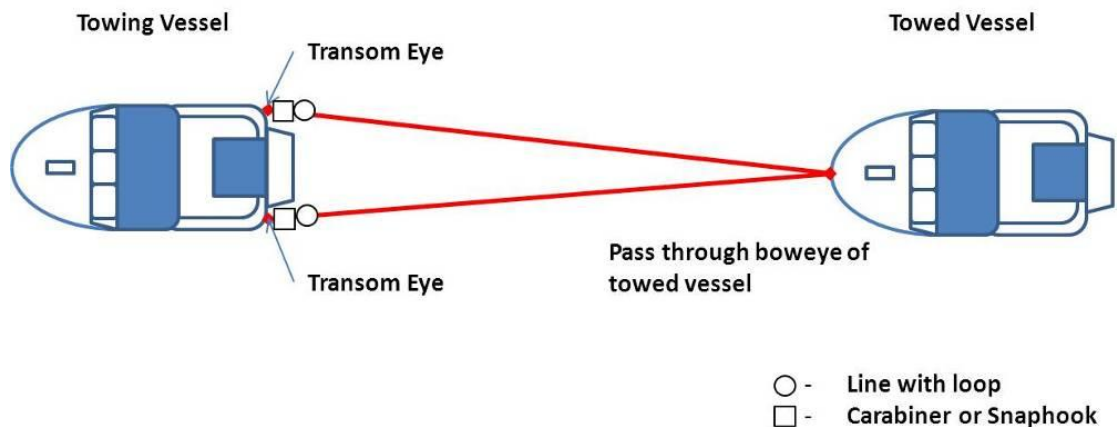 Towing Vessel
Towed Vessel
Transom Eye
Transom Eye
Pass through boweye of
towed vessel
○ - Line with loop
□ - Carabiner or Snaphook